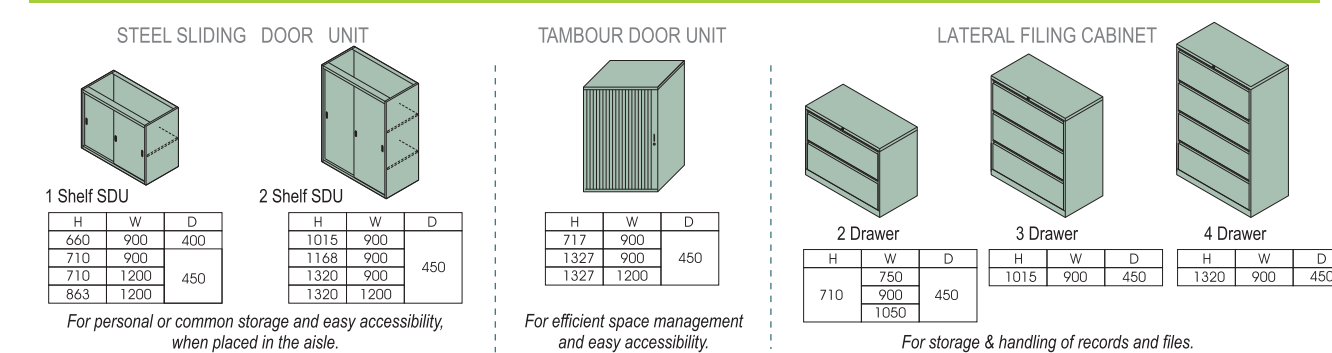 STEEL SLIDING DOOR UNIT
1 Shelf SDU
H W D
660 900 400
710 900 450
710 1200
863 1200
2 Shelf SDU
H W D
1015 900 450
1168 900
1320 900
1320 1200
For personal or common storage and easy accessibility,
when placed in the aisle.
TAMBOUR DOOR UNIT
H W D
717 900 450
1327 900
1327 1200
For efficient space management
and easy accessibility.
LATERAL FILING CABINET
2 Drawer
H W D
710 750 450
900
1050
3 Drawer
H W D
1015 900 450
4 Drawer
H W D
1320 900 450
For storage & handling of records and files.